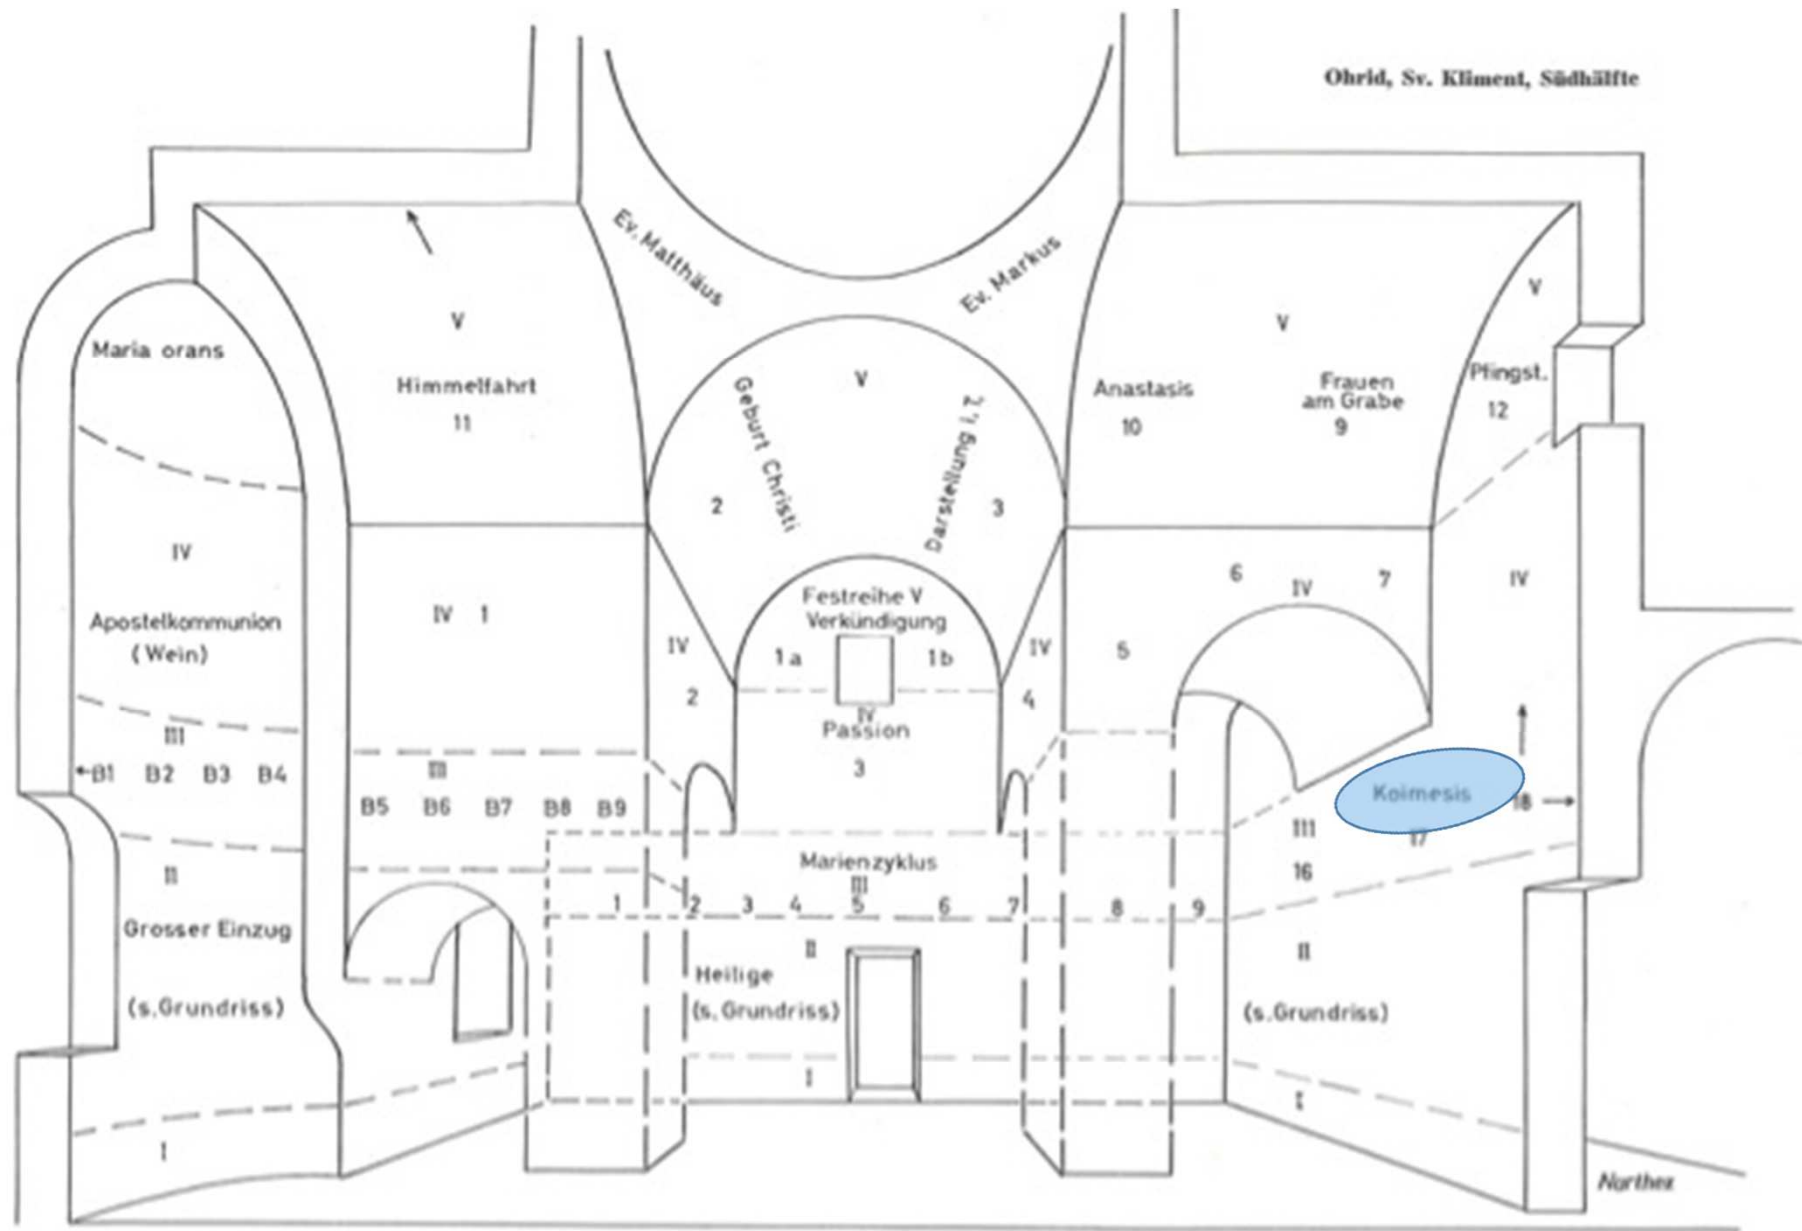 Ohrid, Sv. Kliment, Südhälfte
Ev. Matthäus
Ev. Markus
Maria orans
V
Himmelfahrt
11
V
Geburt Christi
2
Darstellung i. T.
3
V
Anastasis
10
Frauen
am Grabe
9
V
Pfingst.
12
IV
Apostelkommunion
(Wein)
IV 1
IV
2
Festreihe V
Verkündigung
1a
1b
IV
Passion
3
IV
4
5
6
IV
7
IV
III
B1 B2 B3 B4
III
B5 B6 B7 B8 B9
Koimesis
18
17
III
16
Marienzyklus
III
1 2 3 4 5 6 7 8 9
II
Grosser Einzug
(s. Grundriss)
II
Heilige
(s. Grundriss)
II
(s. Grundriss)
I
I
I
Narthex